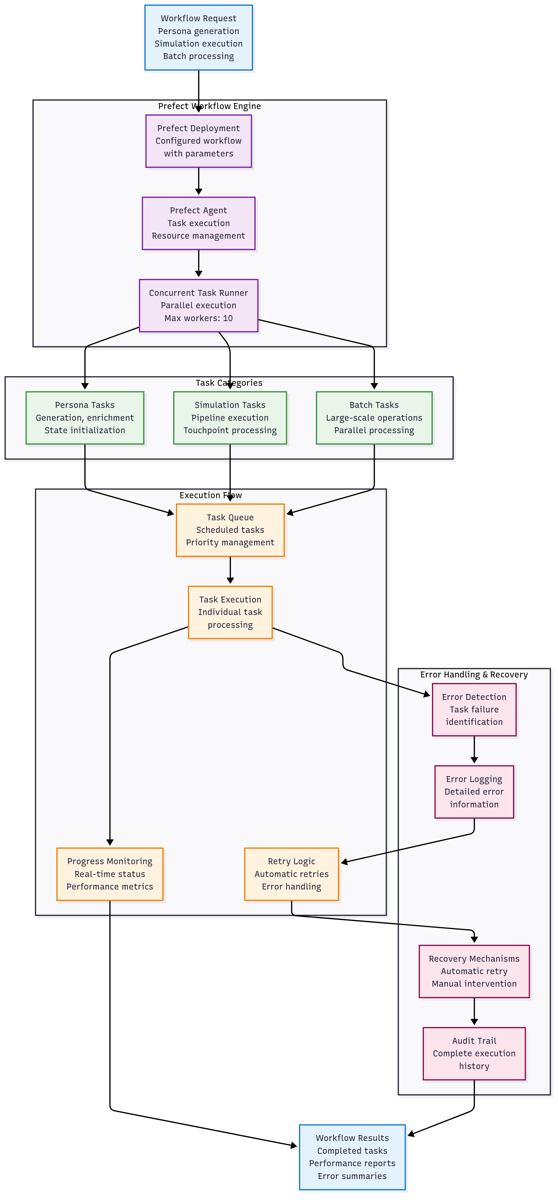 Workflow Request
Persona generation
Simulation execution
Batch processing
Prefect Workflow Engine
Prefect Deployment
Configured workflow
with parameters
Prefect Agent
Task execution
Resource management
Concurrent Task Runner
Parallel execution
Max workers: 10
Task Categories
Persona Tasks
Generation, enrichment
State initialization
Simulation Tasks
Pipeline execution
Touchpoint processing
Batch Tasks
Large-scale operations
Parallel processing
Execution Flow
Task Queue
Scheduled tasks
Priority management
Task Execution
Individual task
processing
Error Handling & Recovery
Error Detection
Task failure
identification
Error Logging
Detailed error
information
Progress Monitoring
Real-time status
Performance metrics
Retry Logic
Automatic retries
Error handling
Recovery Mechanisms
Automatic retry
Manual intervention
Audit Trail
Complete execution
history
Workflow Results
Completed tasks
Performance reports
Error summaries